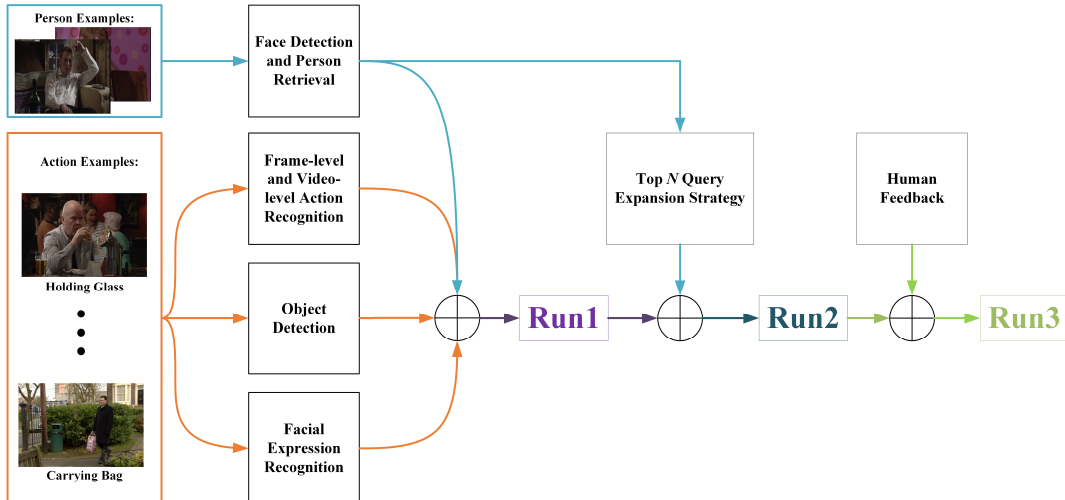 Person Examples:
Face Detection
and Person
Retrieval
Action Examples:
Holding Glass
Carrying Bag
Frame-level
and Video-
level Action
Recognition
Object
Detection
Facial
Expression
Recognition
Top N Query
Expansion Strategy
Human
Feedback
Run1
Run2
Run3